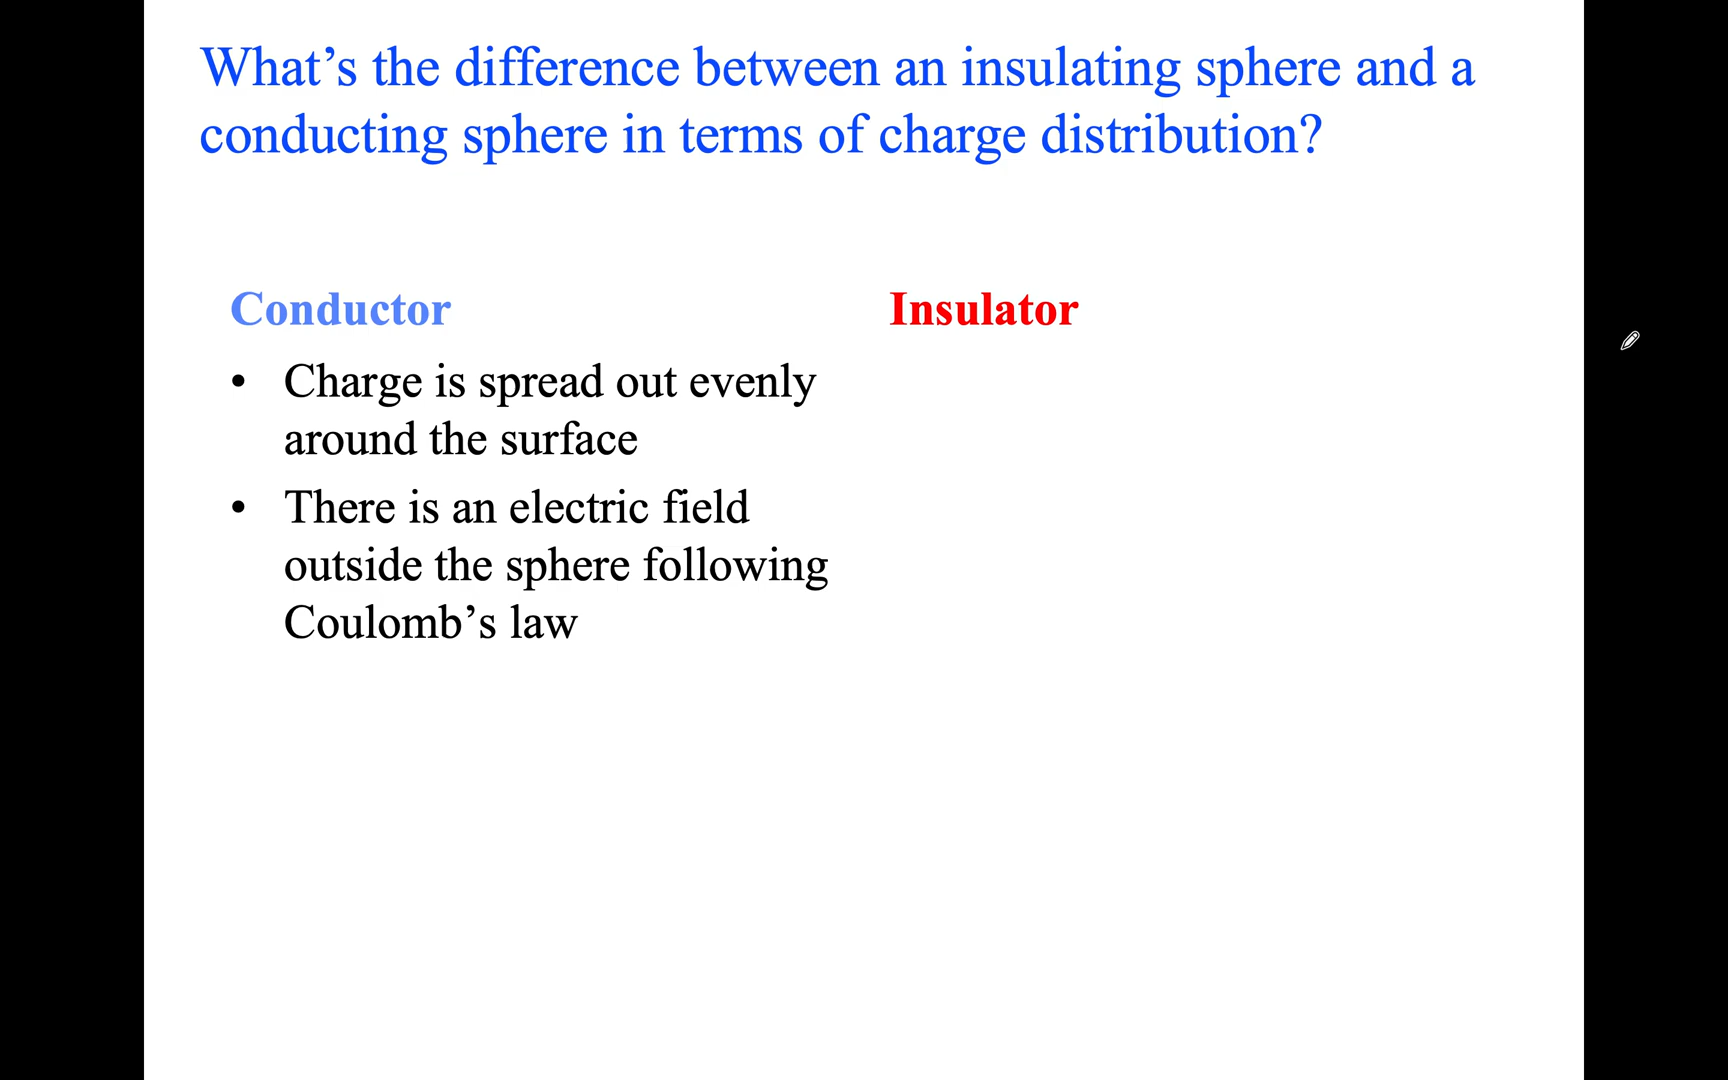 What’s the difference between an insulating sphere and a
conducting sphere in terms of charge distribution?
Conductor
• Charge is spread out evenly
around the surface
• There is an electric field
outside the sphere following
Coulomb’s law
Insulator